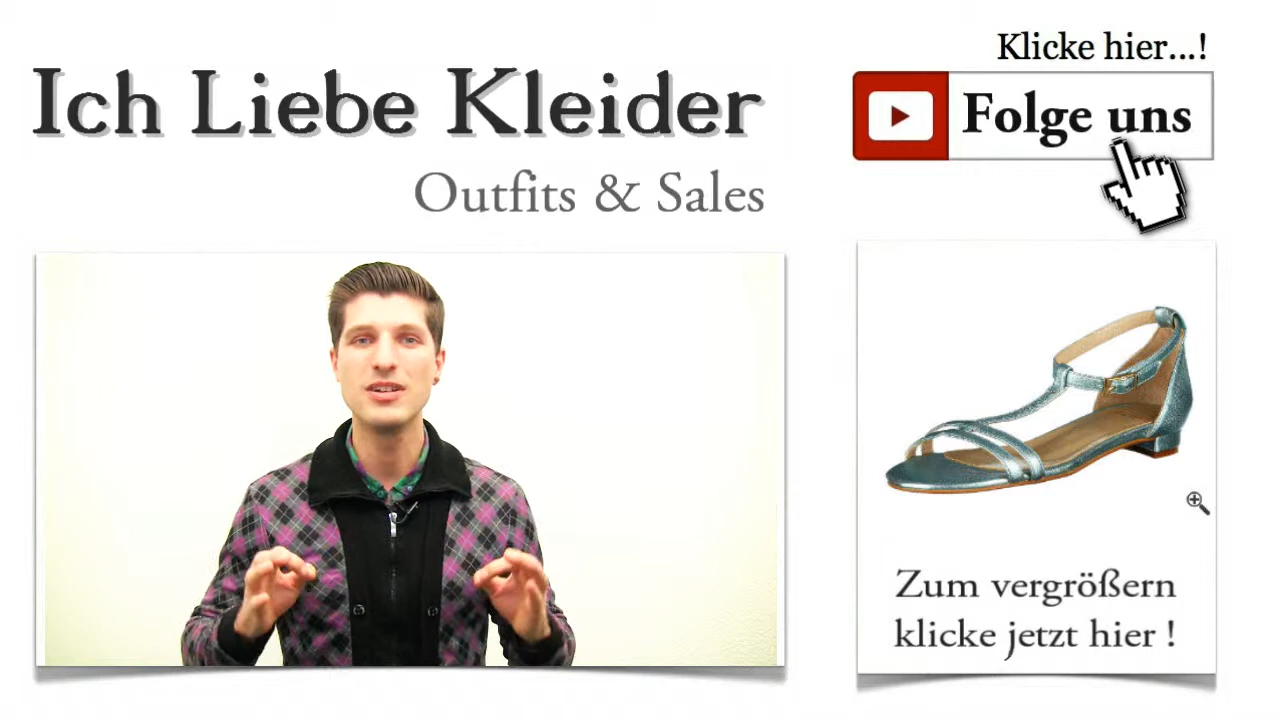 Ich Liebe Kleider
Outfits & Sales
Klicke hier...!
Folge uns
Zum vergrößern
klicke jetzt hier !